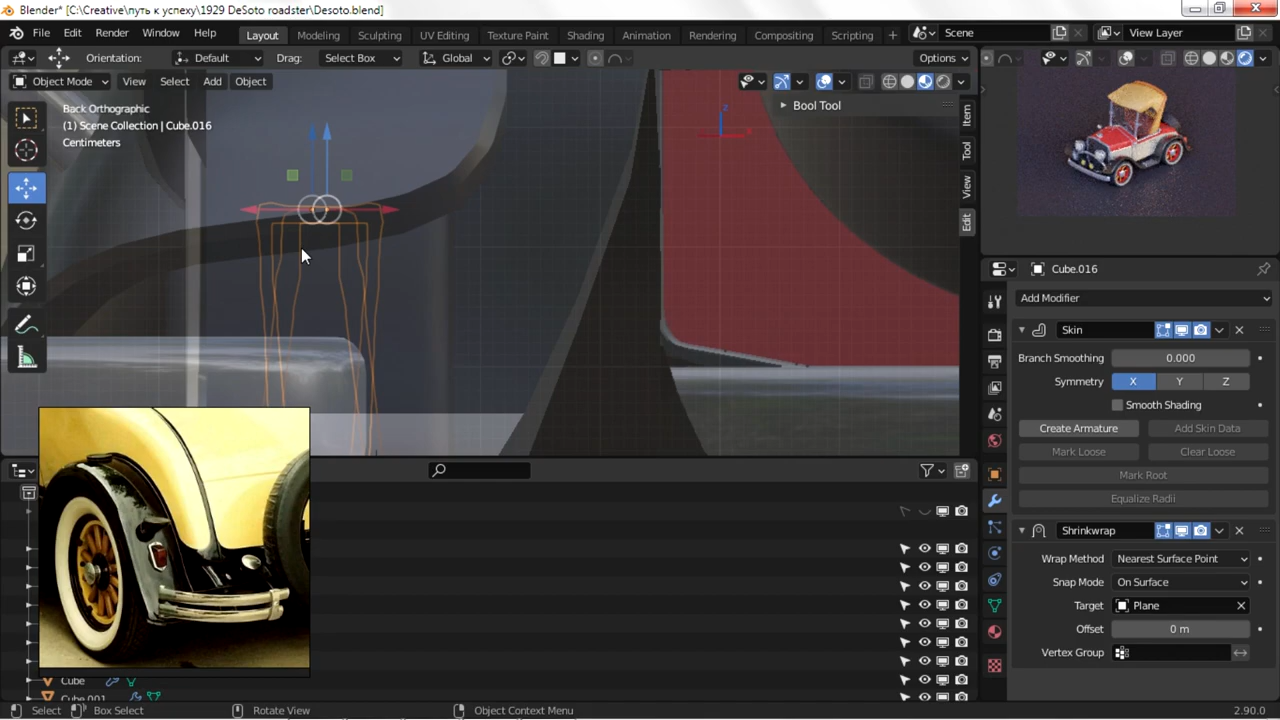 Blender* [C:\Creative\путь к успеху\1929 DeSoto roadster\Desoto.blend]
File Edit Render Window Help Layout Modeling Sculpting UV Editing Texture Paint Shading Animation Rendering Compositing Scripting + Scene View Layer
Orientation: Default Drag: Select Box Global Options
Object Mode View Select Add Object
Back Orthographic
(1) Scene Collection | Cube.016
Centimeters
Bool Tool
Item
Tool
View
Edit
z
x
Cube.016
Add Modifier
Skin
Branch Smoothing 0.000
Symmetry X Y Z
Smooth Shading
Create Armature Add Skin Data
Mark Loose Clear Loose
Mark Root
Equalize Radii
Shrinkwrap
Wrap Method Nearest Surface Point
Snap Mode On Surface
Target Plane
Offset 0 m
Vertex Group
Cube
Cube.001
Select Box Select Rotate View Object Context Menu 2.90.0